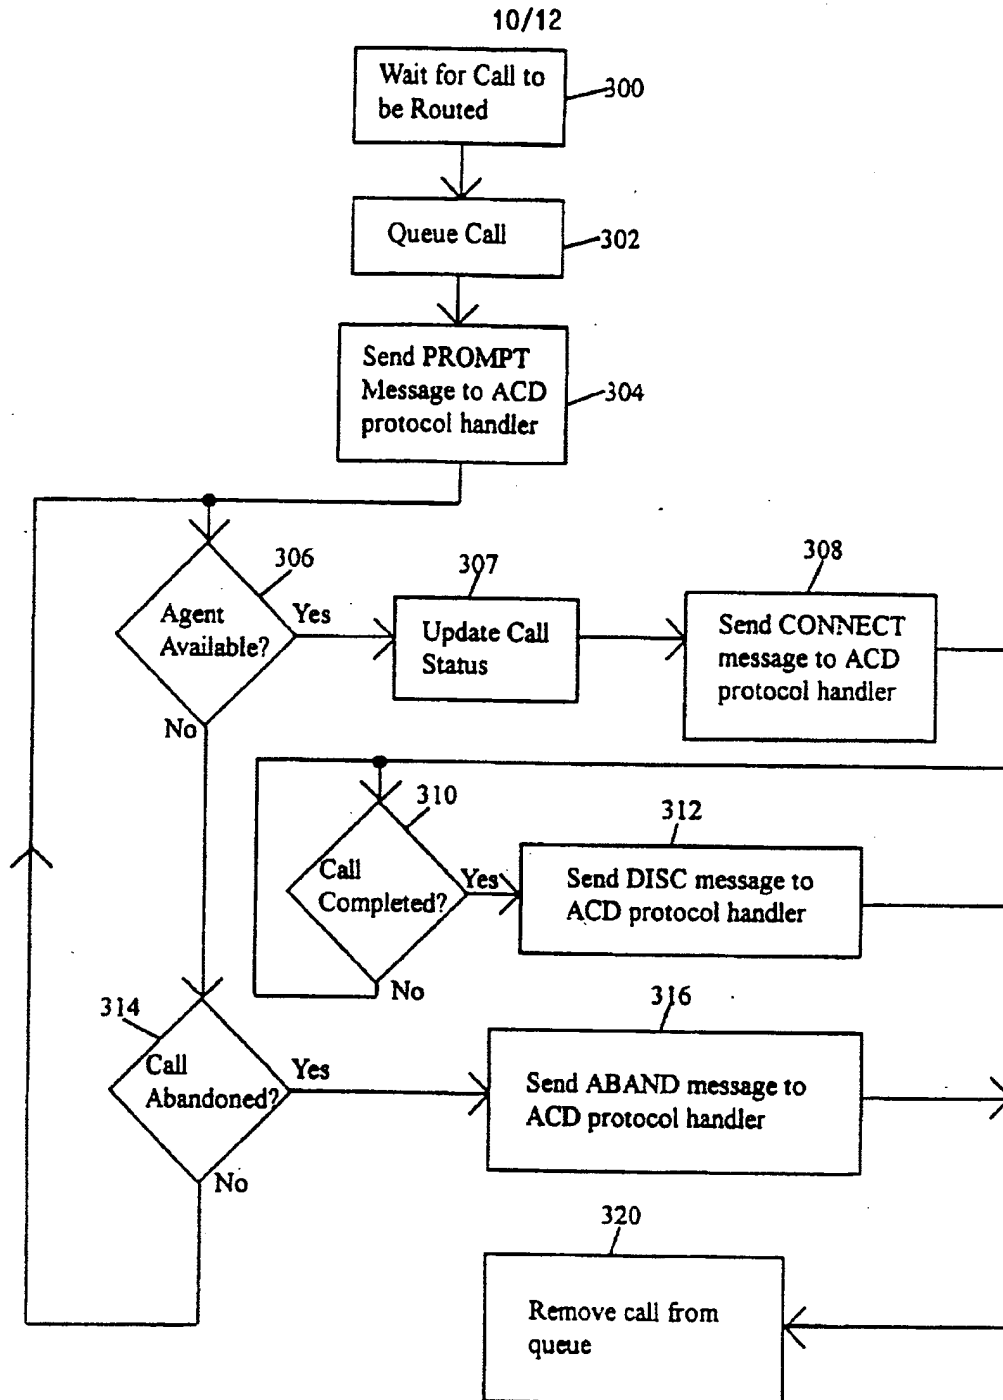 10/12
Wait for Call to
be Routed
300
Queue Call
302
Send PROMPT
Message to ACD
protocol handler
304
306
Agent
Available?
Yes
No
307
Update Call
Status
308
Send CONNECT
message to ACD
protocol handler
310
Call
Completed?
Yes
No
312
Send DISC message to
ACD protocol handler
314
Call
Abandoned?
Yes
No
316
Send ABAND message to
ACD protocol handler
320
Remove call from
queue